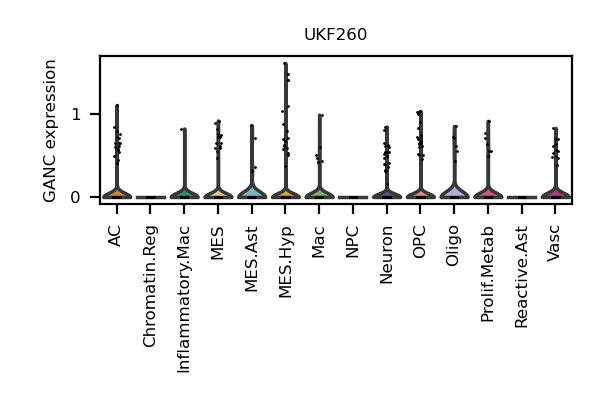 UKF260
GANC expression
1
0
AC
Chromatin.Reg
Inflammatory.Mac
MES
MES.Ast
MES.Hyp
Mac
NPC
Neuron
OPC
Oligo
Prolif.Metab
Reactive.Ast
Vasc